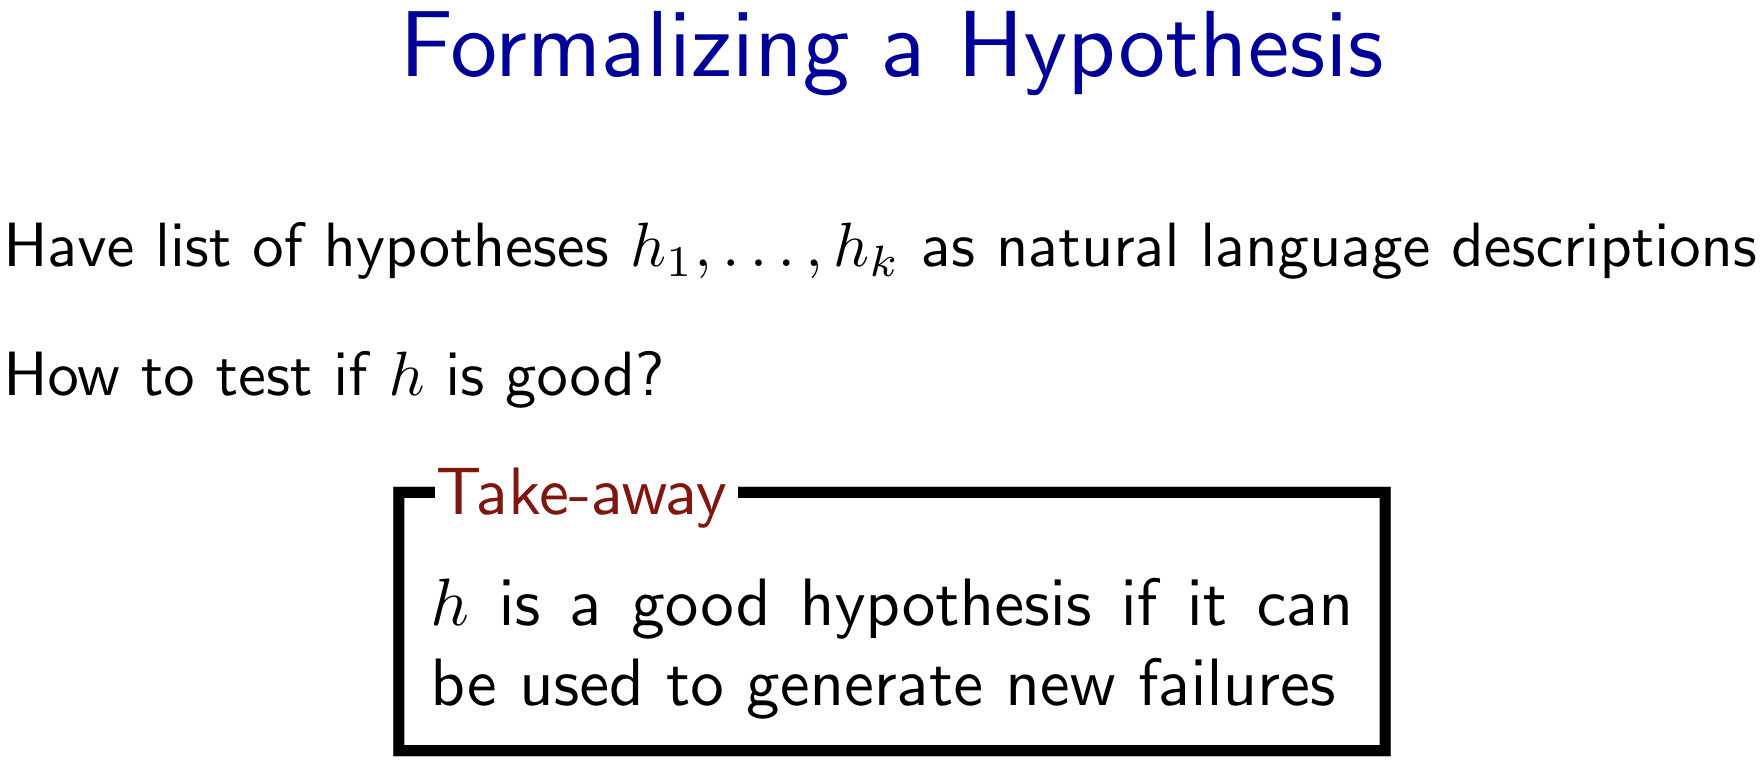 Formalizing a Hypothesis
Have list of hypotheses $h_1, \ldots, h_k$ as natural language descriptions
How to test if $h$ is good?
Take-away
$h$ is a good hypothesis if it can
be used to generate new failures